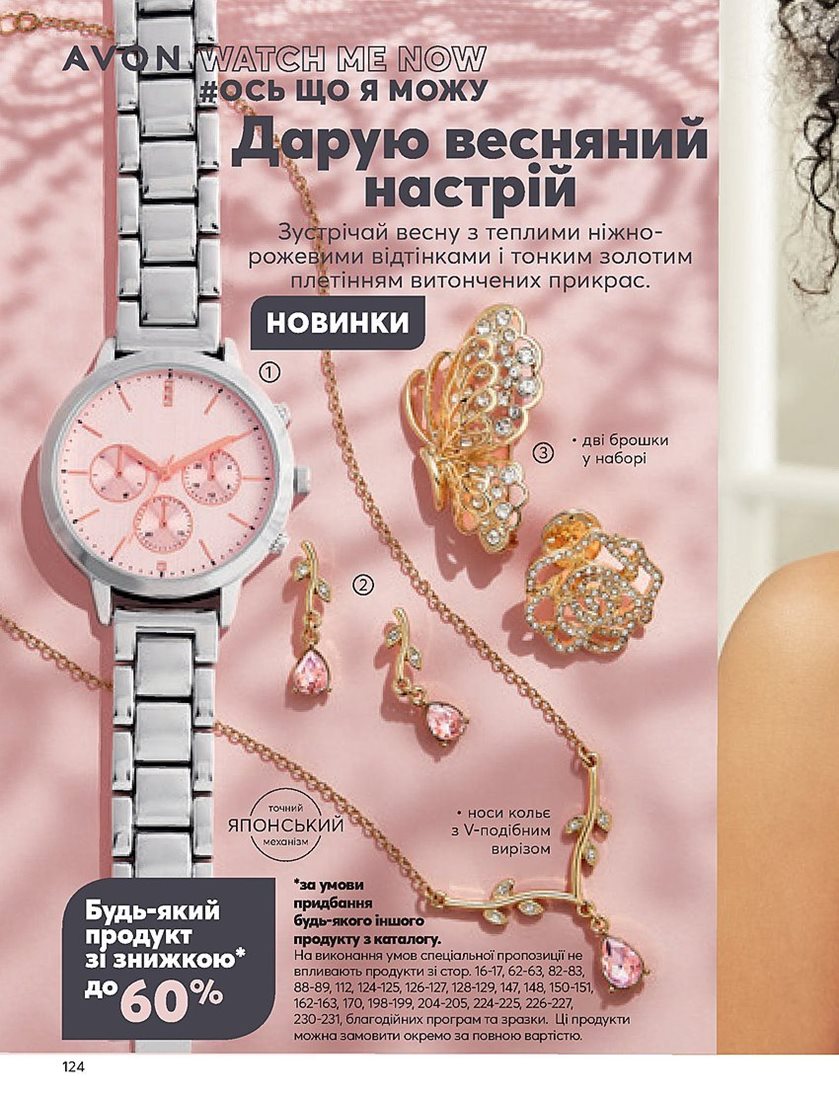 AVON WATCH ME NOW
#ОСЬ ЩО Я МОЖУ
Дарую весняний
настрій
Зустрічай весну з теплими ніжно-
рожевими відтінками і тонким золотим
плетінням витончених прикрас.
НОВИНКИ
1
3
• дві брошки
у наборі
2
точний
ЯПОНСЬКИЙ
механізм
• носи кольє
з V-подібним
вирізом
Будь-який
продукт
зі знижкою*
до 60%
*за умови
придбання
будь-якого іншого
продукту з каталогу.
На виконання умов спеціальної пропозиції не
впливають продукти зі стор. 16-17, 62-63, 82-83,
88-89, 112, 124-125, 126-127, 128-129, 147, 148, 150-151,
162-163, 170, 198-199, 204-205, 224-225, 226-227,
230-231, благодійних програм та зразки. Ці продукти
можна замовити окремо за повною вартістю.
124